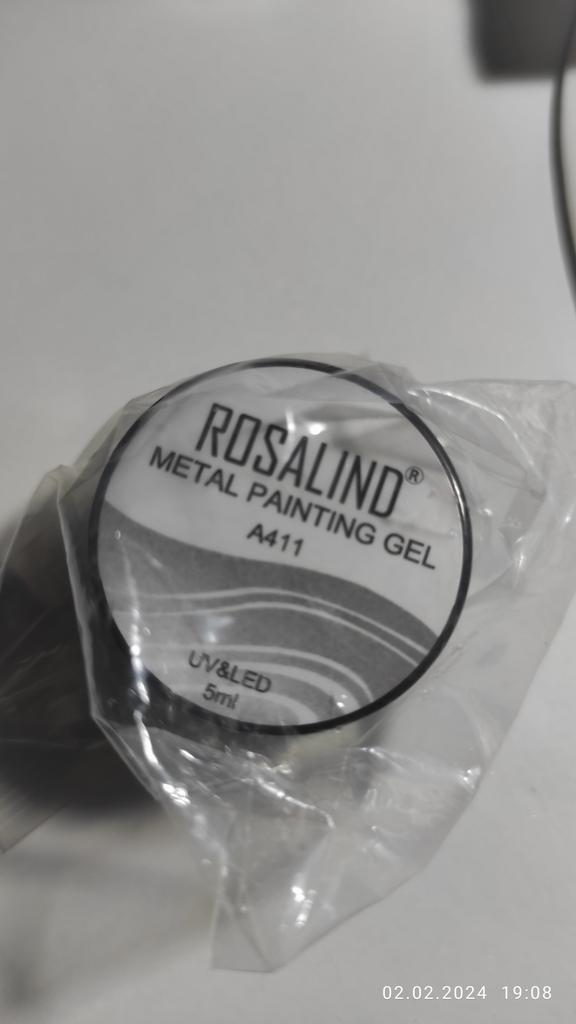 ROSALIND®
METAL PAINTING GEL
A411
UV&LED
5ml
02.02.2024 19:08